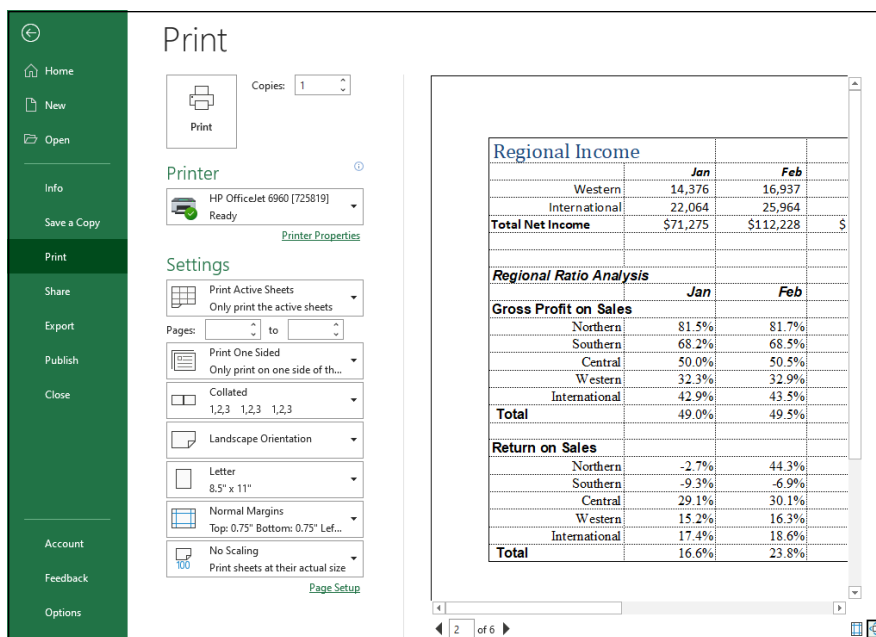 Print
Home
New
Open
Info
Save a Copy
Print
Share
Export
Publish
Close
Account
Feedback
Options
Print
Copies: 1
Printer
HP OfficeJet 6960 [725819]
Ready
Printer Properties
Settings
Print Active Sheets
Only print the active sheets
Pages: to
Print One Sided
Only print on one side of th...
Collated
1,2,3 1,2,3 1,2,3
Landscape Orientation
Letter
8.5" x 11"
Normal Margins
Top: 0.75" Bottom: 0.75" Lef...
No Scaling
100
Print sheets at their actual size
Page Setup
Regional Income
Jan Feb
Western 14,376 16,937
International 22,064 25,964
Total Net Income $71,275 $112,228 $
Regional Ratio Analysis
Jan Feb
Gross Profit on Sales
Northern 81.5% 81.7%
Southern 68.2% 68.5%
Central 50.0% 50.5%
Western 32.3% 32.9%
International 42.9% 43.5%
Total 49.0% 49.5%
Return on Sales
Northern -2.7% 44.3%
Southern -9.3% -6.9%
Central 29.1% 30.1%
Western 15.2% 16.3%
International 17.4% 18.6%
Total 16.6% 23.8%
2 of 6